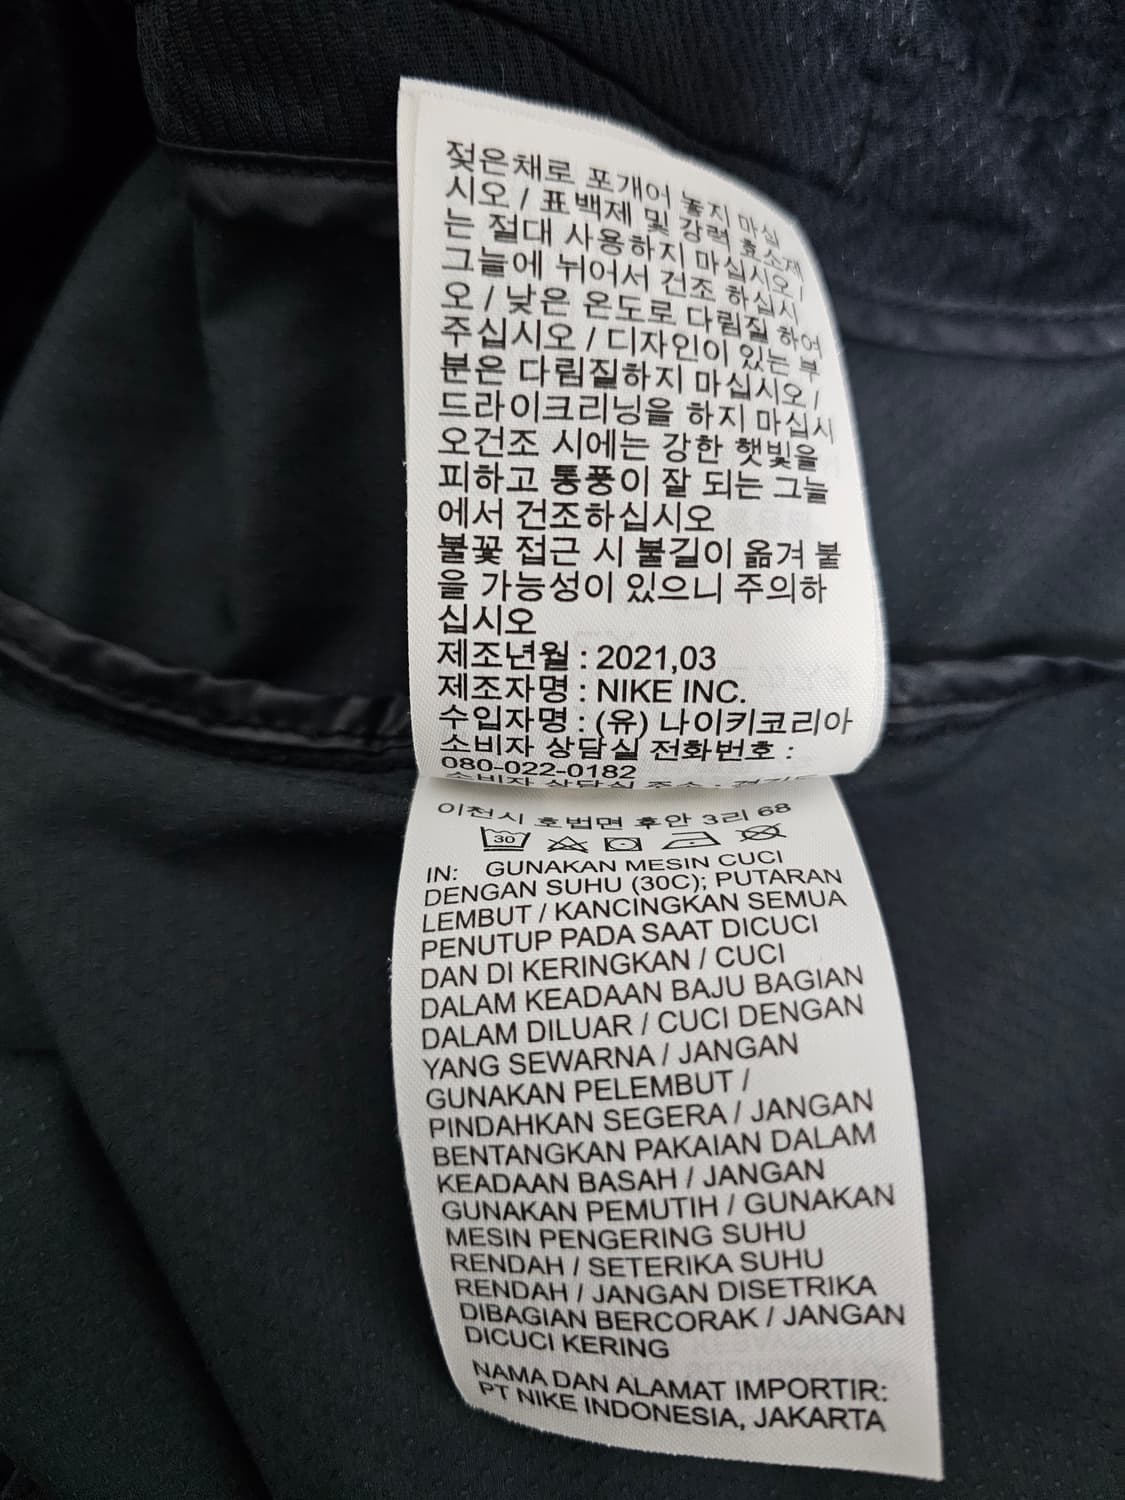 젖은채로 포개어 놓지 마십
시오 / 표백제 및 강력 효소제
는 절대 사용하지 마십시오 /
그늘에 뉘어서 건조 하십시
오 / 낮은 온도로 다림질 하여
주십시오 / 디자인이 있는 부
분은 다림질하지 마십시오 /
드라이크리닝을 하지 마십시
오건조 시에는 강한 햇빛을
피하고 통풍이 잘 되는 그늘
에서 건조하십시오
불꽃 접근 시 불길이 옮겨 붙
을 가능성이 있으니 주의하
십시오
제조년월 : 2021,03
제조자명 : NIKE INC.
수입자명 : (유) 나이키코리아
소비자 상담실 전화번호 :
080-022-0182
소비자 상담실 주소 : 경기도
이천시 호법면 후안 3리 68
30
IN: GUNAKAN MESIN CUCI
DENGAN SUHU (30C); PUTARAN
LEMBUT / KANCINGKAN SEMUA
PENUTUP PADA SAAT DICUCI
DAN DI KERINGKAN / CUCI
DALAM KEADAAN BAJU BAGIAN
DALAM DILUAR / CUCI DENGAN
YANG SEWARNA / JANGAN
GUNAKAN PELEMBUT /
PINDAHKAN SEGERA / JANGAN
BENTANGKAN PAKAIAN DALAM
KEADAAN BASAH / JANGAN
GUNAKAN PEMUTIH / GUNAKAN
MESIN PENGERING SUHU
RENDAH / SETERIKA SUHU
RENDAH / JANGAN DISETRIKA
DIBAGIAN BERCORAK / JANGAN
DICUCI KERING
NAMA DAN ALAMAT IMPORTIR:
PT NIKE INDONESIA, JAKARTA